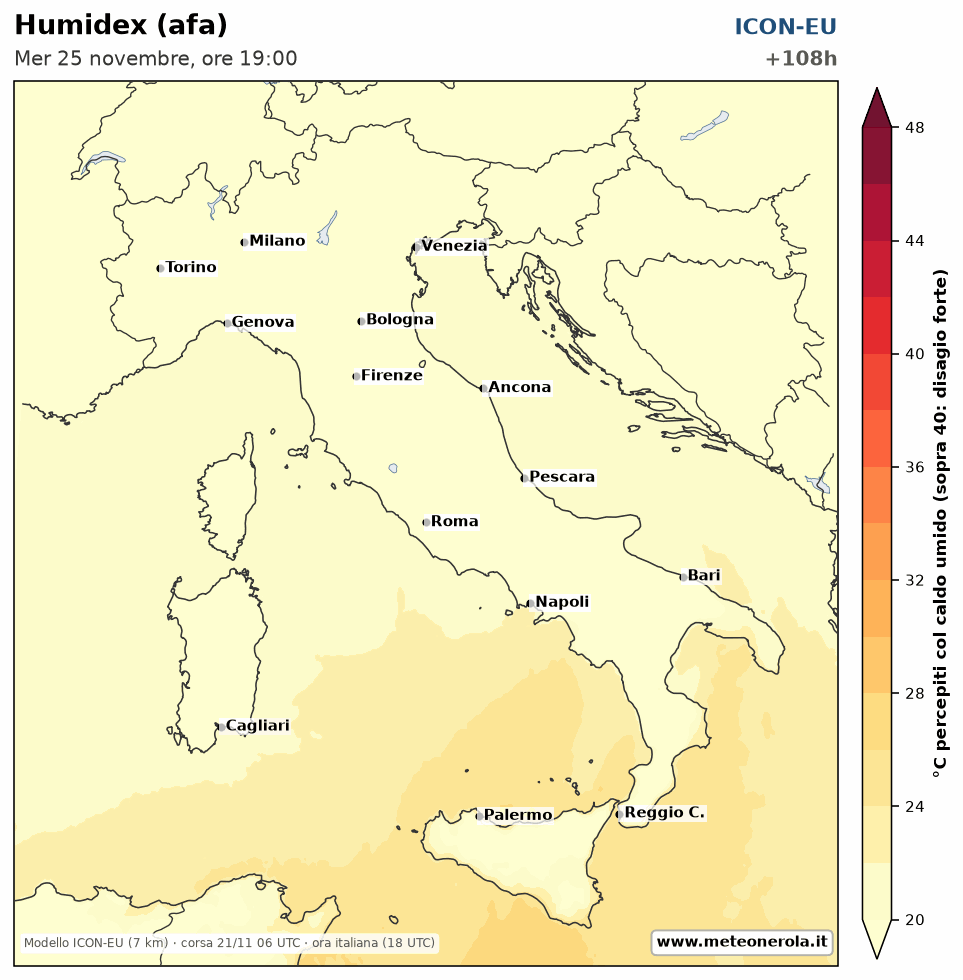 Humidex (afa)
ICON-EU
Mer 25 novembre, ore 19:00
+108h
Milano
Venezia
Torino
Genova
Bologna
Firenze
Ancona
Pescara
Roma
Bari
Napoli
Cagliari
Palermo
Reggio C.
48
44
40
36
32
28
24
20
°C percepiti col caldo umido (sopra 40: disagio forte)
Modello ICON-EU (7 km) · corsa 21/11 06 UTC · ora italiana (18 UTC)
www.meteonerola.it